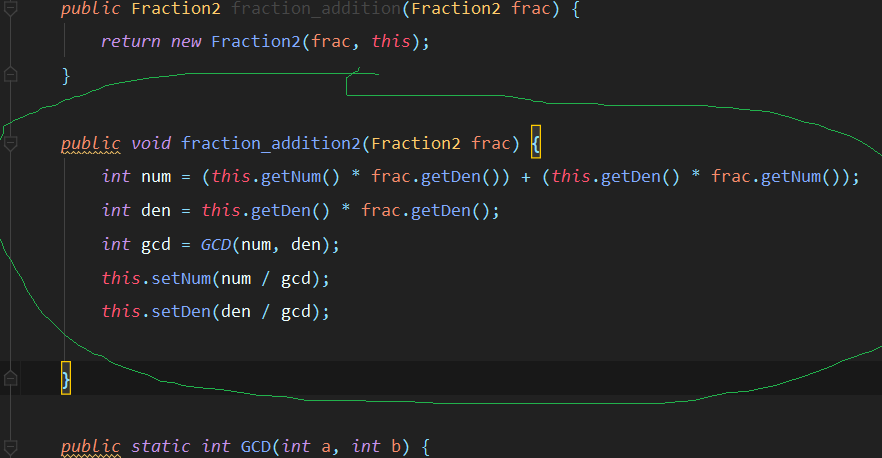 public Fraction2 fraction_addition(Fraction2 frac) {
return new Fraction2(frac, this);
}
public void fraction_addition2(Fraction2 frac) {
int num = (this.getNum() * frac.getDen()) + (this.getDen() * frac.getNum());
int den = this.getDen() * frac.getDen();
int gcd = GCD(num, den);
this.setNum(num / gcd);
this.setDen(den / gcd);
}
public static int GCD(int a, int b) {